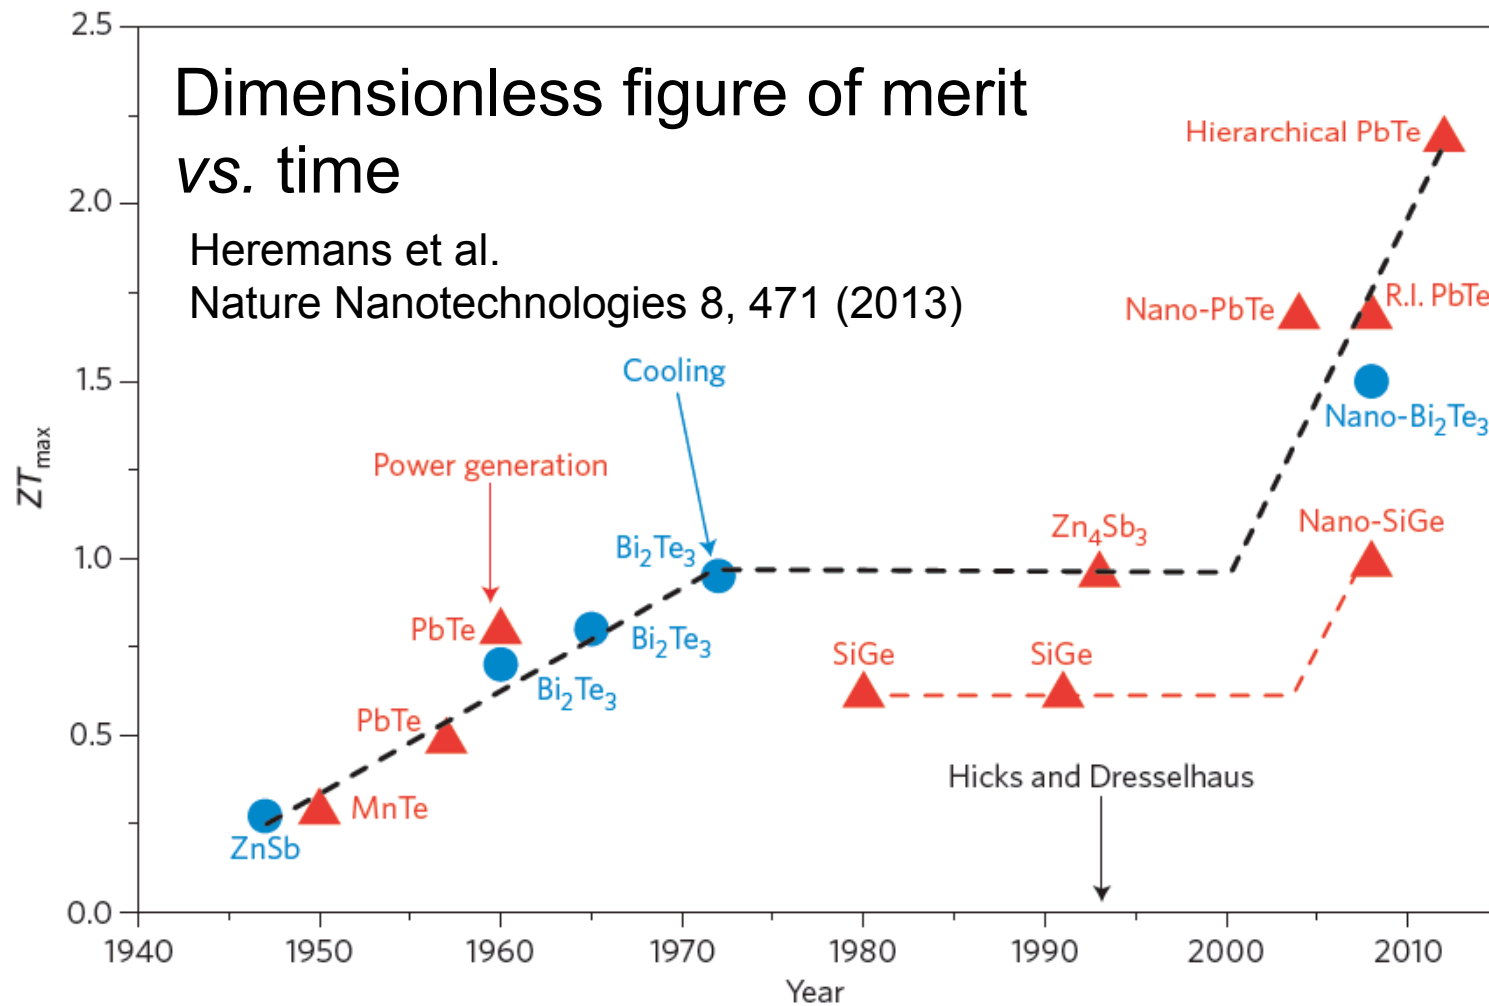 2.5
Dimensionless figure of merit
vs. time
Heremans et al.
Nature Nanotechnologies 8, 471 (2013)
Hierarchical PbTe
2.0
Nano-PbTe
R.I. PbTe
Cooling
1.5
Nano-Bi₂Te₃
Power generation
ZTmax
Zn₄Sb₃
Nano-SiGe
Bi₂Te₃
1.0
PbTe
Bi₂Te₃
SiGe
SiGe
Bi₂Te₃
PbTe
0.5
Hicks and Dresselhaus
MnTe
ZnSb
0.0
1940 1950 1960 1970 1980 1990 2000 2010
Year